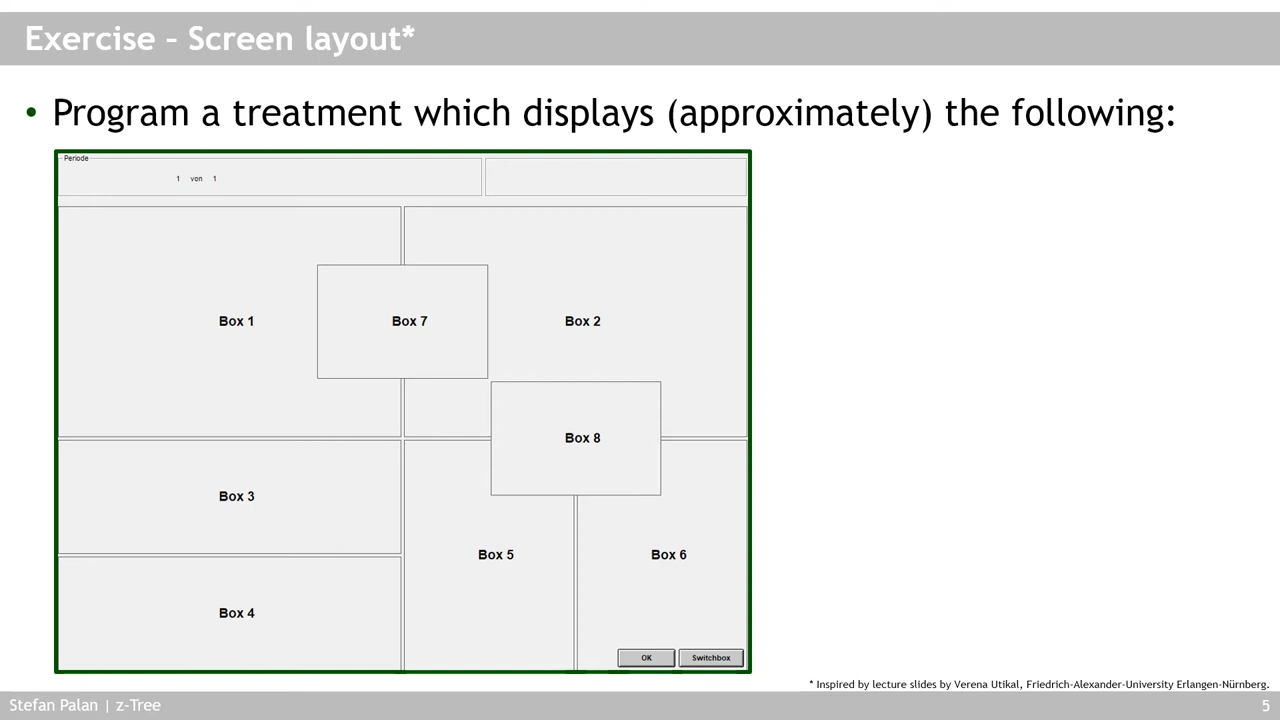 Exercise – Screen layout*
• Program a treatment which displays (approximately) the following:
Periode
1 von 1
Box 1
Box 7
Box 2
Box 8
Box 3
Box 5
Box 6
Box 4
OK
Switchbox
* Inspired by lecture slides by Verena Utikal, Friedrich-Alexander-University Erlangen-Nürnberg.
Stefan Palan | z-Tree
5